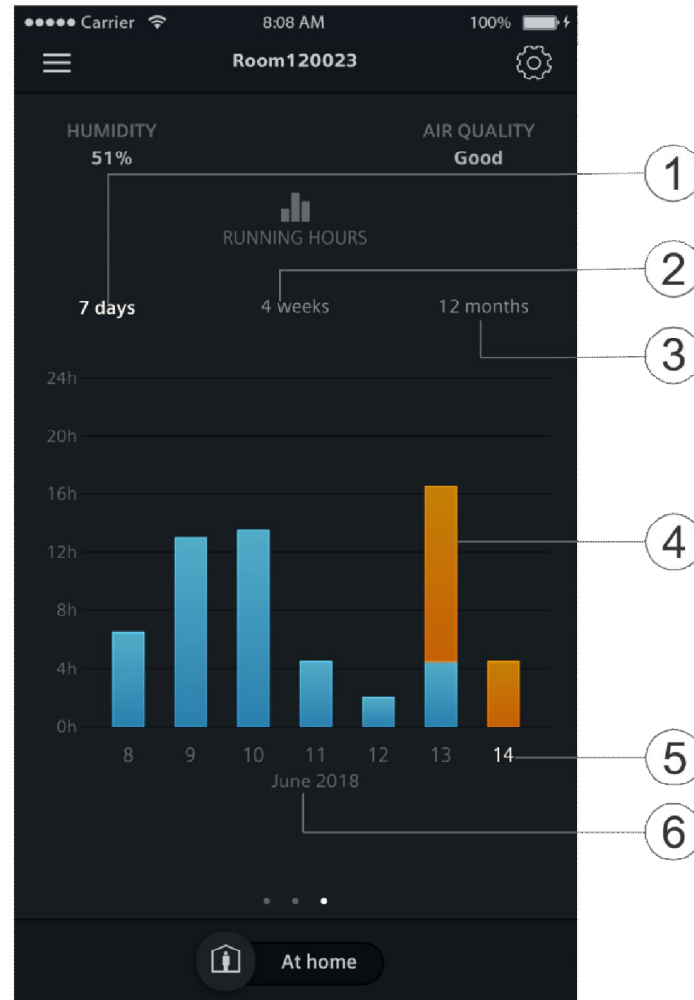 Carrier 8:08 AM 100%
Room120023
HUMIDITY AIR QUALITY
51% Good
1
RUNNING HOURS
2
7 days 4 weeks 12 months
3
24h
20h
16h
4
12h
8h
4h
0h
8 9 10 11 12 13 14
5
June 2018
6
At home